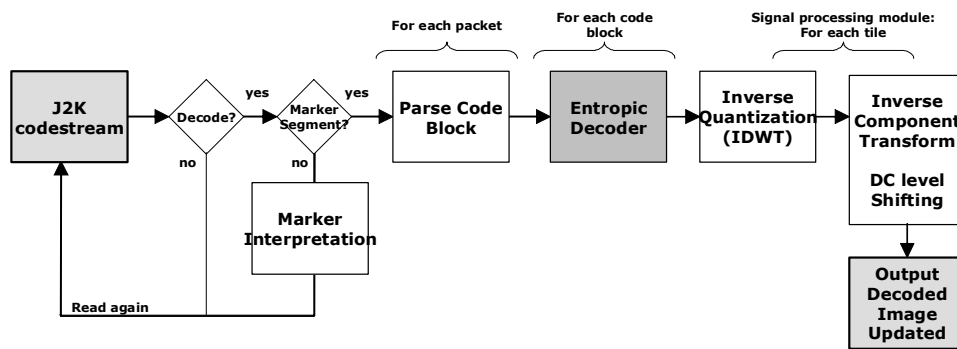 For each packet
For each code
block
Signal processing module:
For each tile
J2K
codestream
Decode?
yes
no
Marker
Segment?
yes
no
Marker
Interpretation
Read again
Parse Code
Block
Entropic
Decoder
Inverse
Quantization
(IDWT)
Inverse
Component
Transform
DC level
Shifting
Output
Decoded
Image
Updated